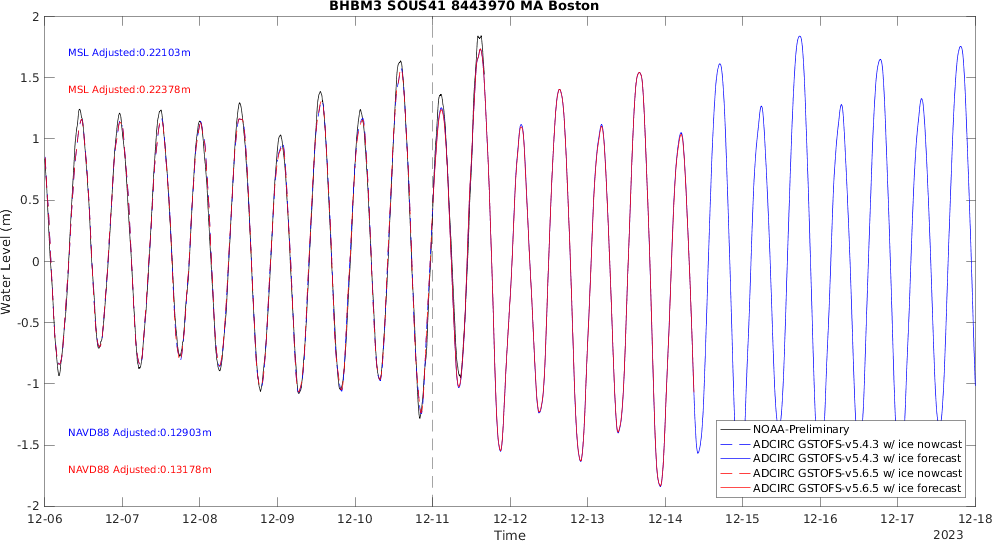 BHBM3 SOUS41 8443970 MA Boston
2
1.5
1
0.5
0
-0.5
-1
-1.5
-2
Water Level (m)
MSL Adjusted:0.22103m
MSL Adjusted:0.22378m
NAVD88 Adjusted:0.12903m
NAVD88 Adjusted:0.13178m
NOAA-Preliminary
ADCIRC GSTOFS-v5.4.3 w/ ice nowcast
ADCIRC GSTOFS-v5.4.3 w/ ice forecast
ADCIRC GSTOFS-v5.6.5 w/ ice nowcast
ADCIRC GSTOFS-v5.6.5 w/ ice forecast
12-06 12-07 12-08 12-09 12-10 12-11 12-12 12-13 12-14 12-15 12-16 12-17 12-18
Time
2023